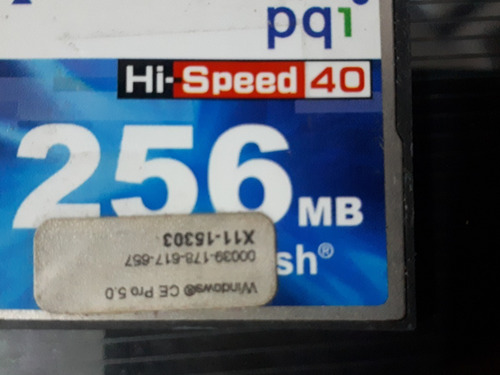 pqi
Hi-Speed 40
256 MB
sh®
Windows® CE Pro 5.0
00039-178-617-657
X11-15303